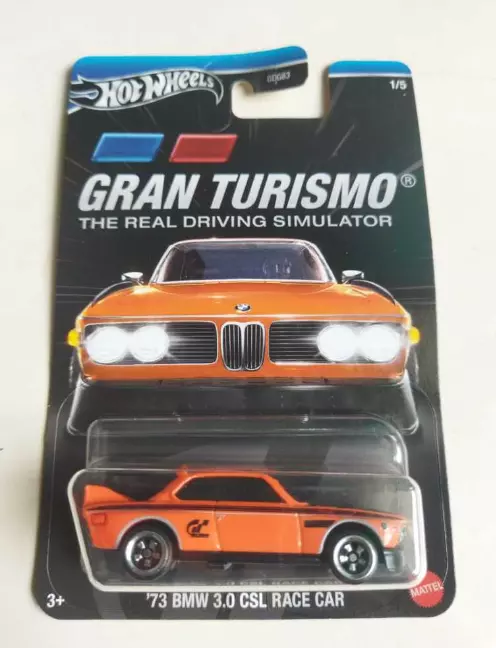 HOT WHEELS
1/5
GRAN TURISMO®
THE REAL DRIVING SIMULATOR
GT
'73 BMW 3.0 CSL RACE CAR
3+
MATTEL